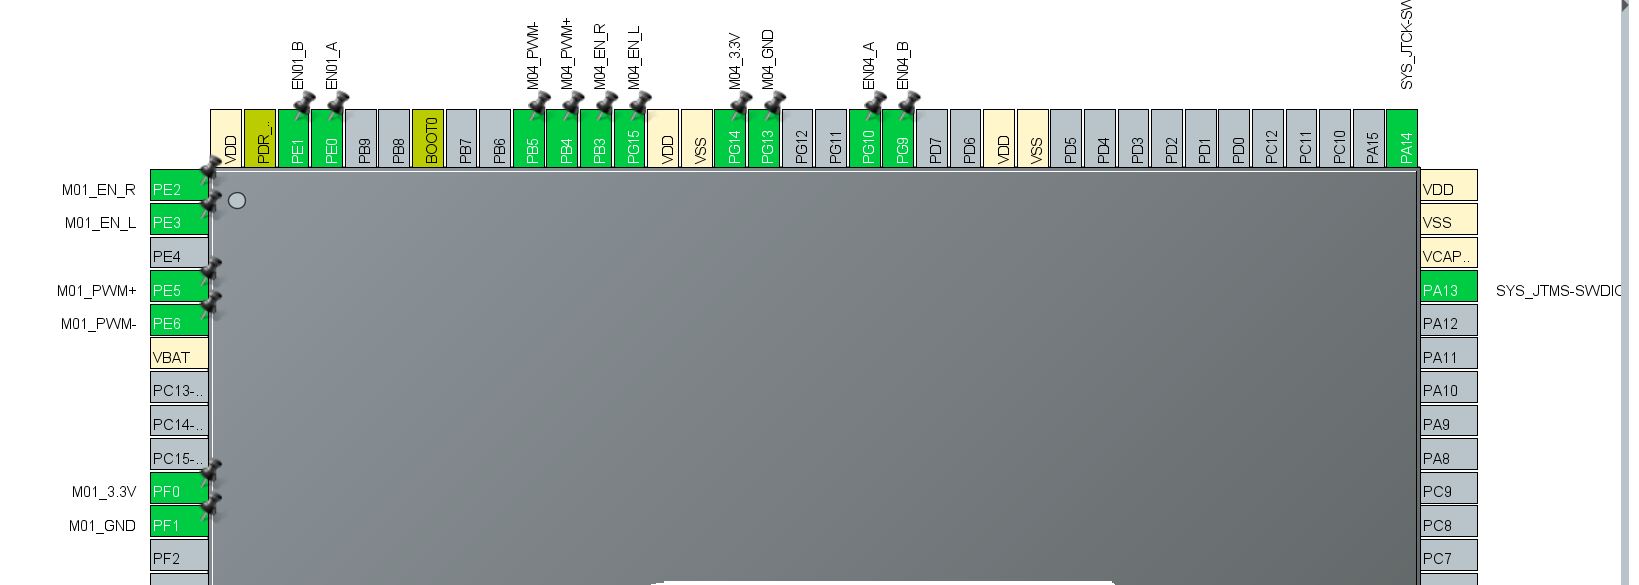 M01_GND
M01_3.3V
M01_PWM-
M01_PWM+
M01_EN_L
M01_EN_R
PF2
PF1
PF0
PC15-..
PC14-..
PC13-..
VBAT
PE6
PE5
PE4
PE3
PE2
VDD
PDR_..
PE1 EN01_B
PE0 EN01_A
PB9
PB8
BOOT0
PB7
PB6
PB5 M04_PWM-
PB4 M04_PWM+
PB3 M04_EN_R
PG15 M04_EN_L
VDD
VSS
PG14 M04_3.3V
PG13 M04_GND
PG12
PG11
PG10 EN04_A
PG9 EN04_B
PD7
PD6
VDD
VSS
PD5
PD4
PD3
PD2
PD1
PD0
PC12
PC11
PC10
PA15
PA14 SYS_JTCK-SW
PC7
PC8
PC9
PA8
PA9
PA10
PA11
PA12
PA13
VCAP..
VSS
VDD
SYS_JTMS-SWDIO